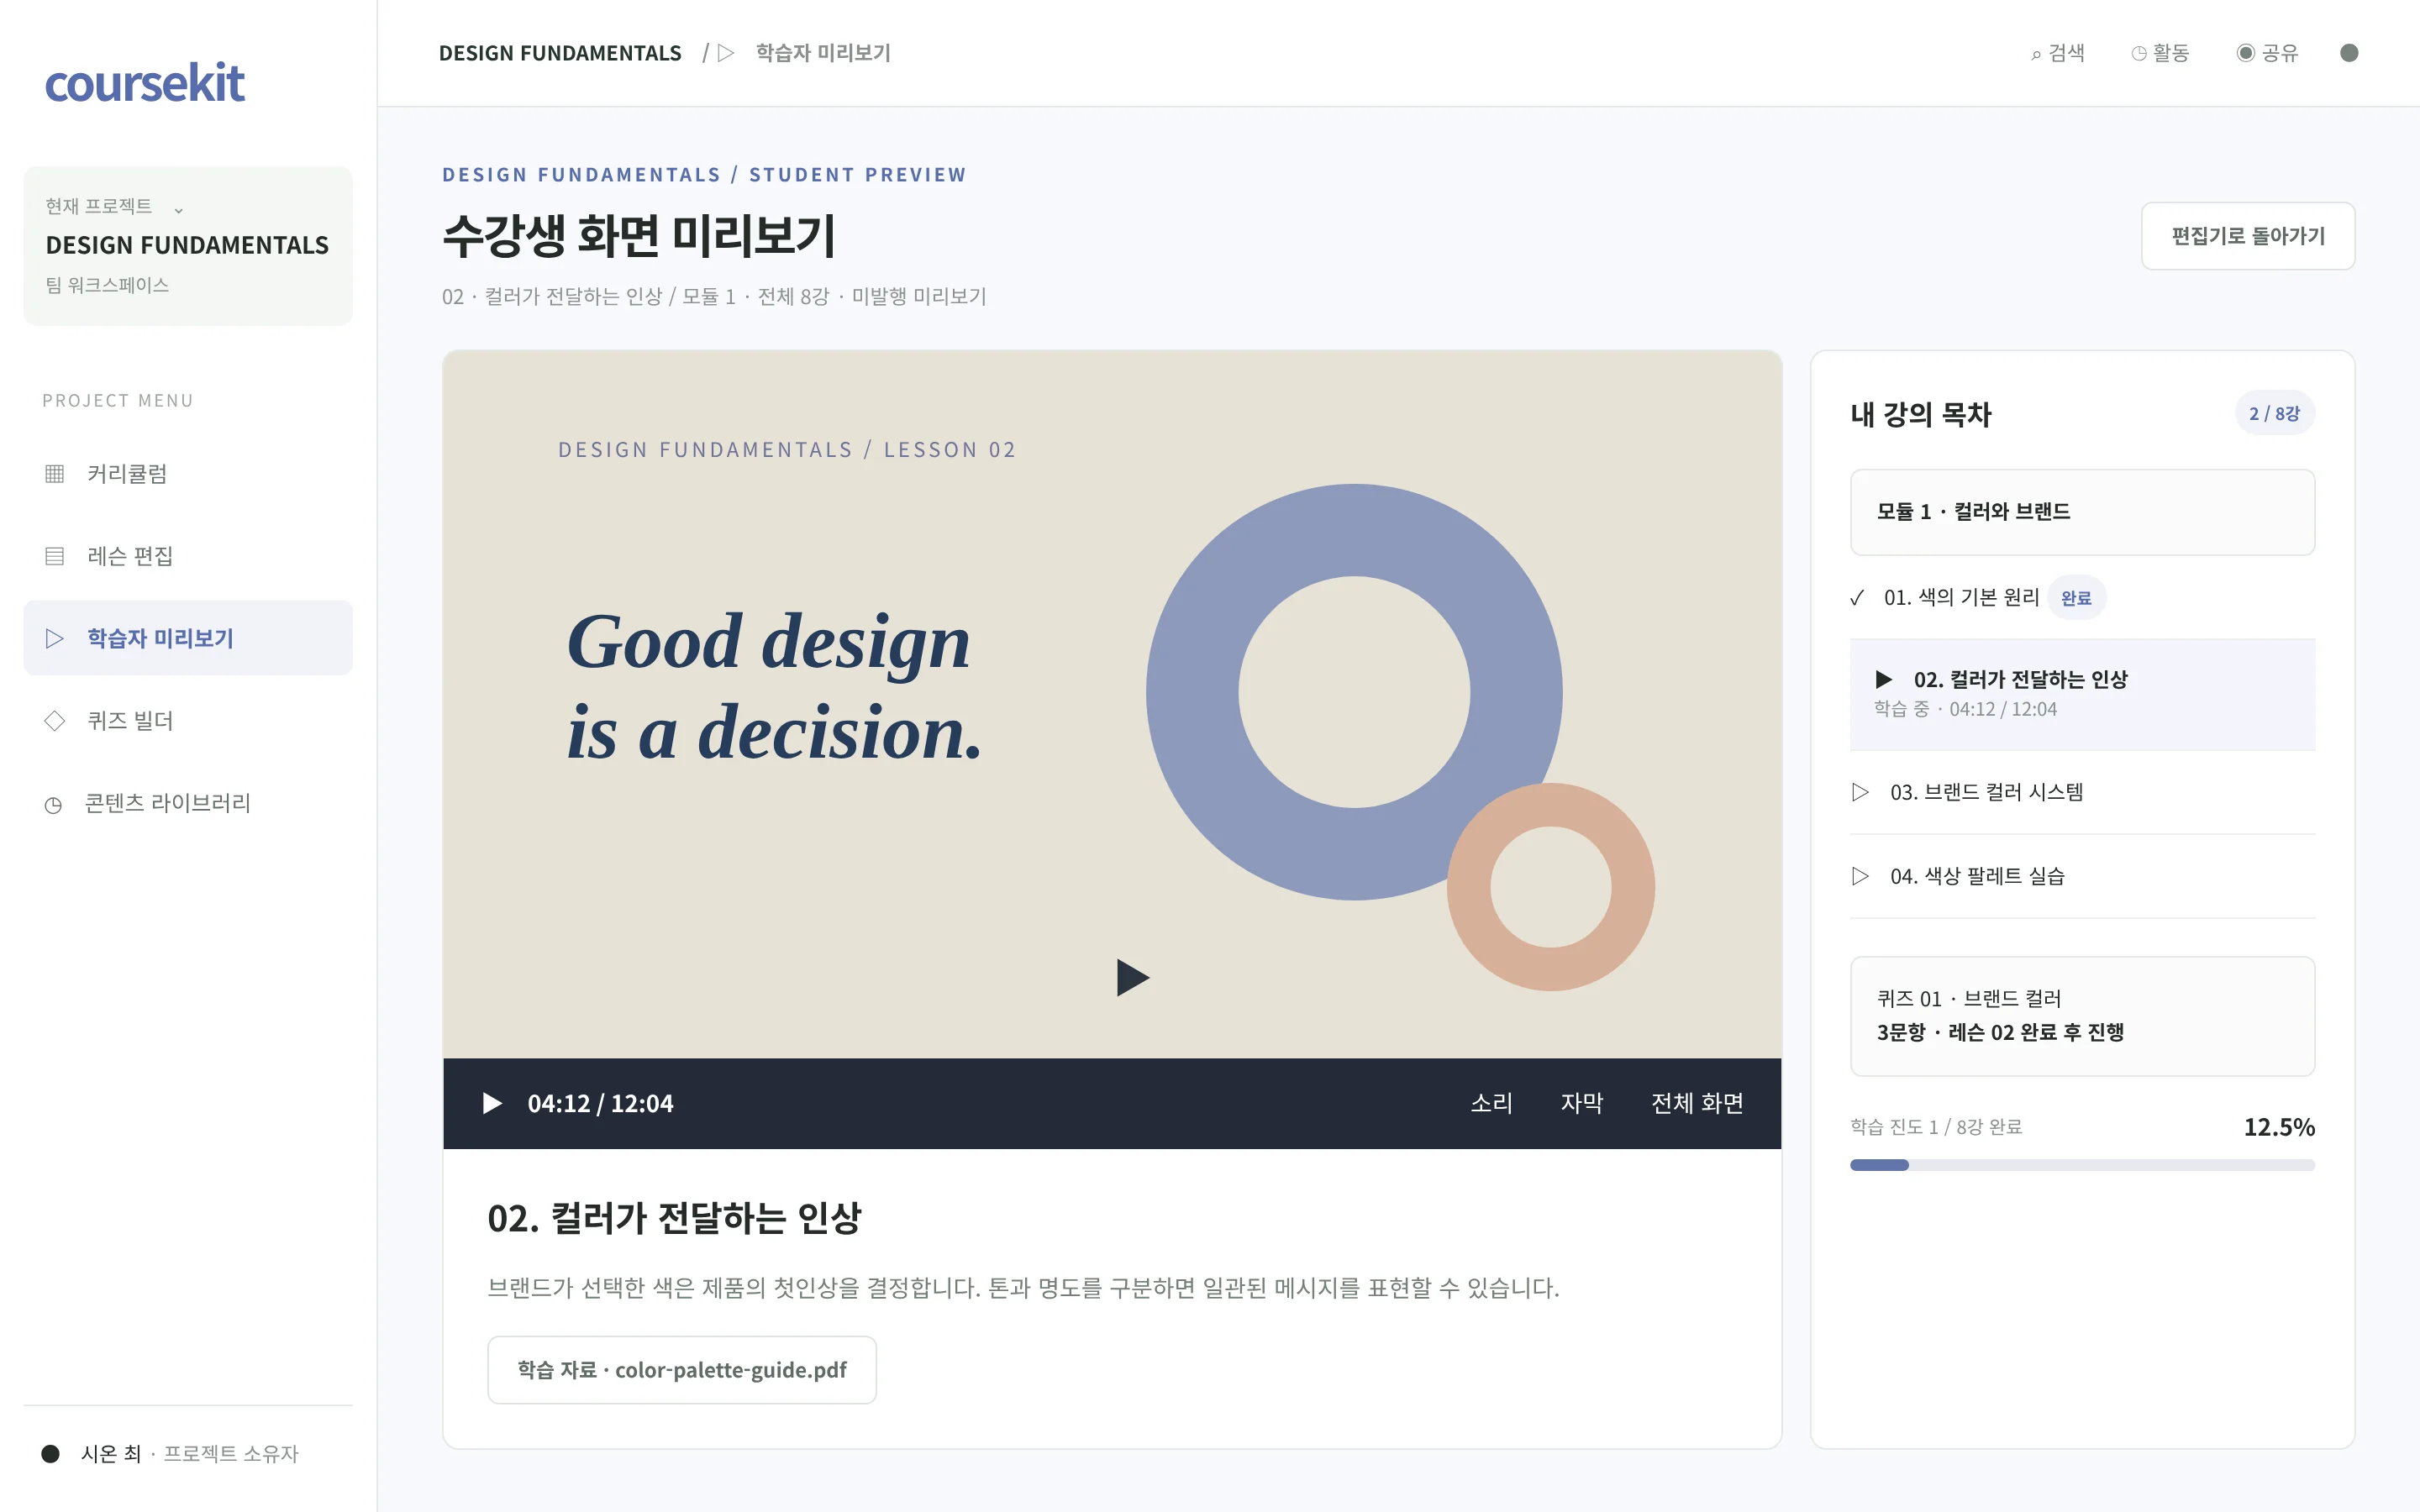 coursekit
현재 프로젝트
DESIGN FUNDAMENTALS
팀 워크스페이스
PROJECT MENU
커리큘럼
레슨 편집
학습자 미리보기
퀴즈 빌더
콘텐츠 라이브러리
시온 최 · 프로젝트 소유자
DESIGN FUNDAMENTALS / ▷ 학습자 미리보기
검색
활동
공유
DESIGN FUNDAMENTALS / STUDENT PREVIEW
수강생 화면 미리보기
02 · 컬러가 전달하는 인상 / 모듈 1 · 전체 8강 · 미발행 미리보기
편집기로 돌아가기
DESIGN FUNDAMENTALS / LESSON 02
Good design
is a decision.
04:12 / 12:04
소리
자막
전체 화면
02. 컬러가 전달하는 인상
브랜드가 선택한 색은 제품의 첫인상을 결정합니다. 톤과 명도를 구분하면 일관된 메시지를 표현할 수 있습니다.
학습 자료 · color-palette-guide.pdf
내 강의 목차
2 / 8강
모듈 1 · 컬러와 브랜드
✓ 01. 색의 기본 원리 완료
▶ 02. 컬러가 전달하는 인상
학습 중 · 04:12 / 12:04
▷ 03. 브랜드 컬러 시스템
▷ 04. 색상 팔레트 실습
퀴즈 01 · 브랜드 컬러
3문항 · 레슨 02 완료 후 진행
학습 진도 1 / 8강 완료
12.5%